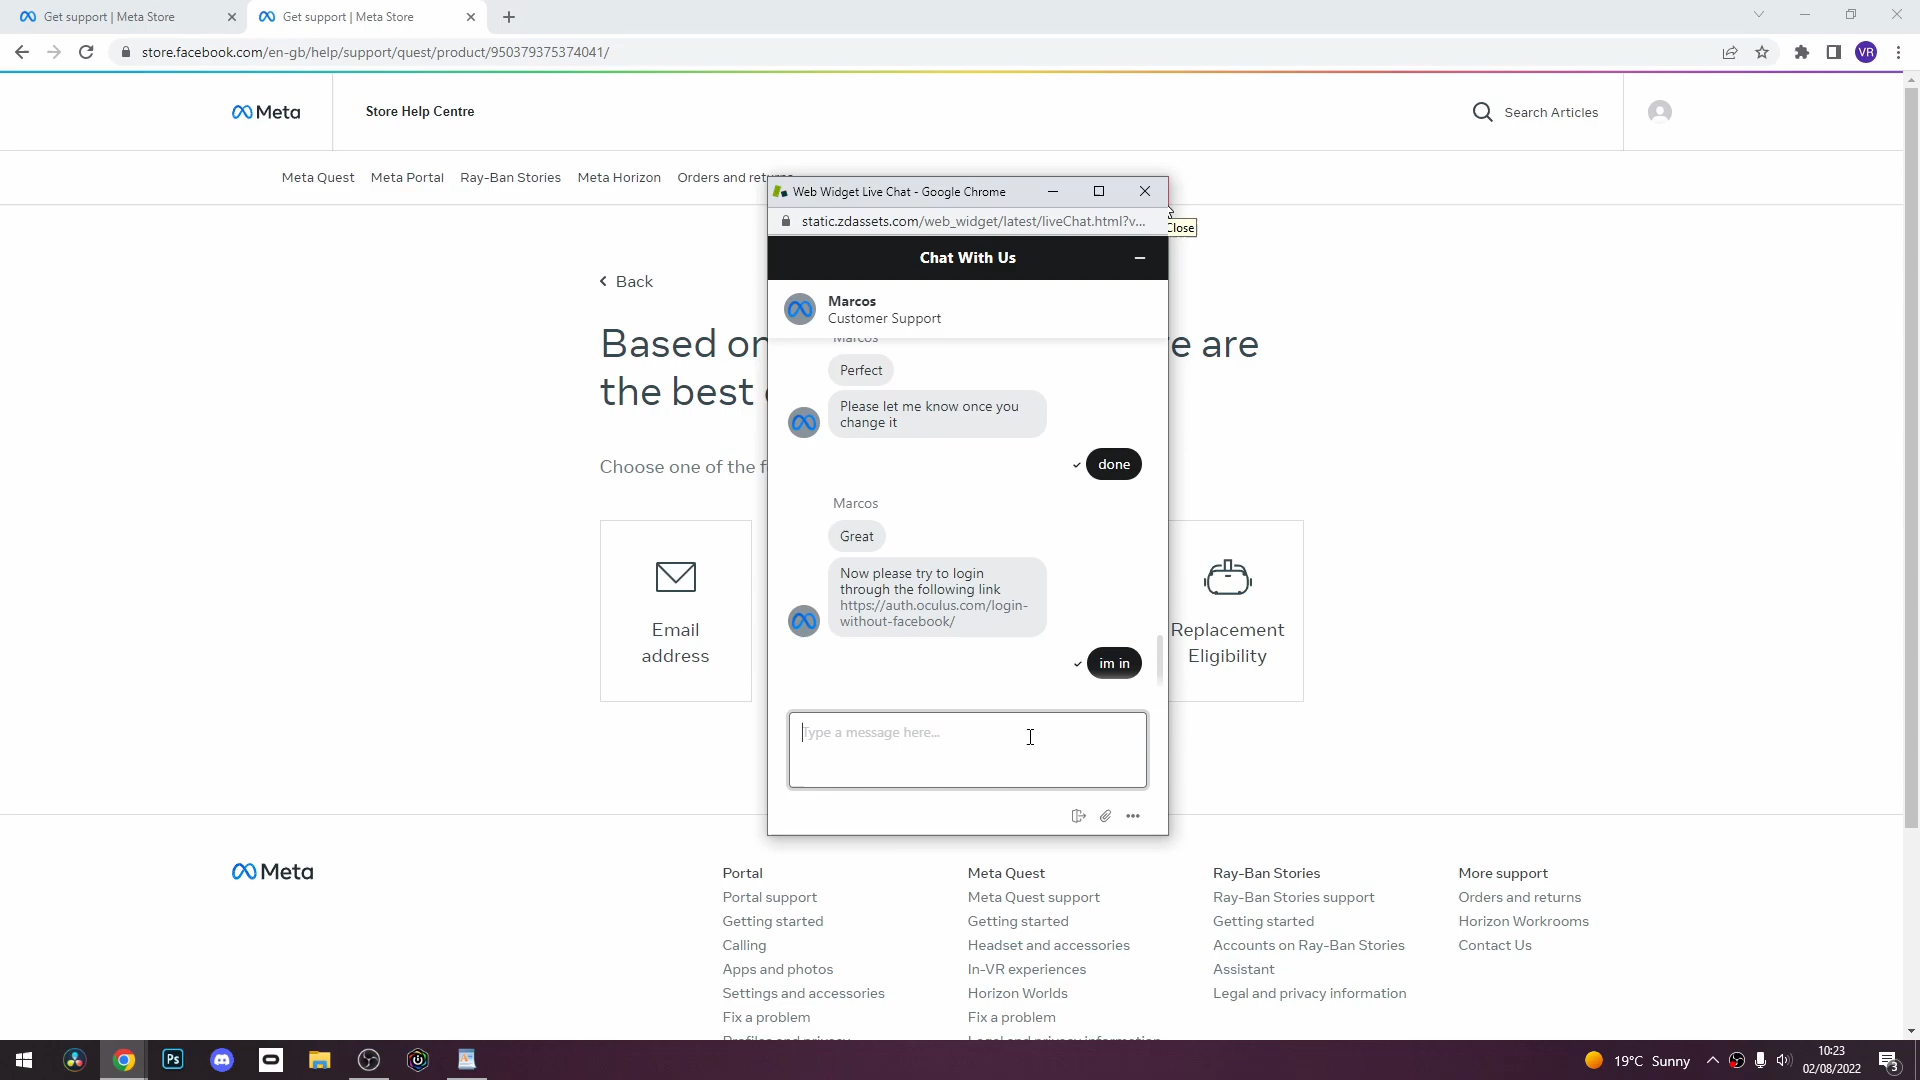 Get support | Meta Store
Get support | Meta Store
store.facebook.com/en-gb/help/support/quest/product/950379375374041/
VR
Meta
Store Help Centre
Search Articles
Meta Quest
Meta Portal
Ray-Ban Stories
Meta Horizon
Orders and returns
Web Widget Live Chat - Google Chrome
static.zdassets.com/web_widget/latest/liveChat.html?v...
Close
Chat With Us
Back
Marcos
Customer Support
Based on
e are
the best
Marcos
Perfect
Please let me know once you
change it
done
Choose one of the f
Marcos
Great
Now please try to login
through the following link
https://auth.oculus.com/login-
without-facebook/
im in
Email
address
Replacement
Eligibility
Type a message here...
Meta
Portal
Portal support
Getting started
Calling
Apps and photos
Settings and accessories
Fix a problem
Meta Quest
Meta Quest support
Getting started
Headset and accessories
In-VR experiences
Horizon Worlds
Fix a problem
Ray-Ban Stories
Ray-Ban Stories support
Getting started
Accounts on Ray-Ban Stories
Assistant
Legal and privacy information
More support
Orders and returns
Horizon Workrooms
Contact Us
Ps
19°C Sunny
10:23
02/08/2022
3